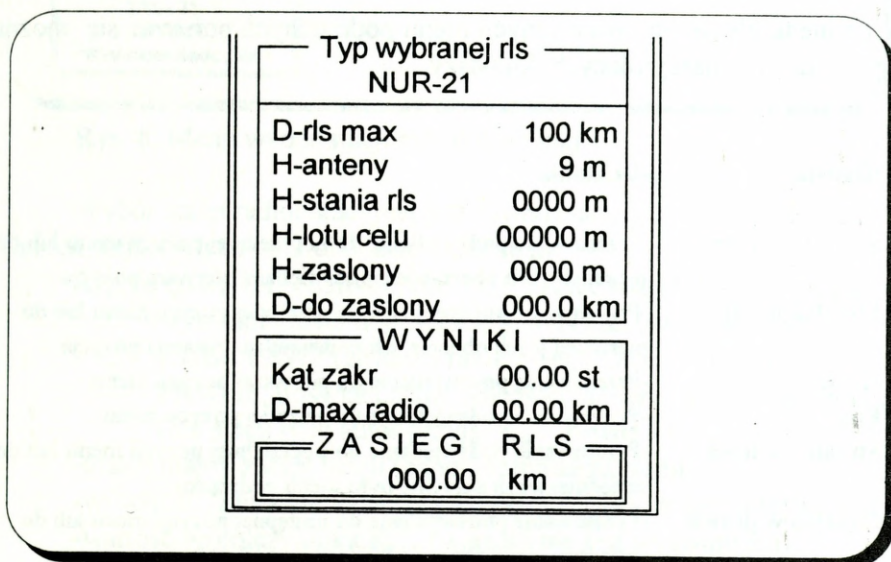 Typ wybranej rls
NUR-21
D-rls max 100 km
H-anteny 9 m
H-stania rls 0000 m
H-lotu celu 00000 m
H-zaslony 0000 m
D-do zaslony 000.0 km
WYNIKI
Kąt zakr 00.00 st
D-max radio 00,00 km
ZASIEG RLS
000.00 km